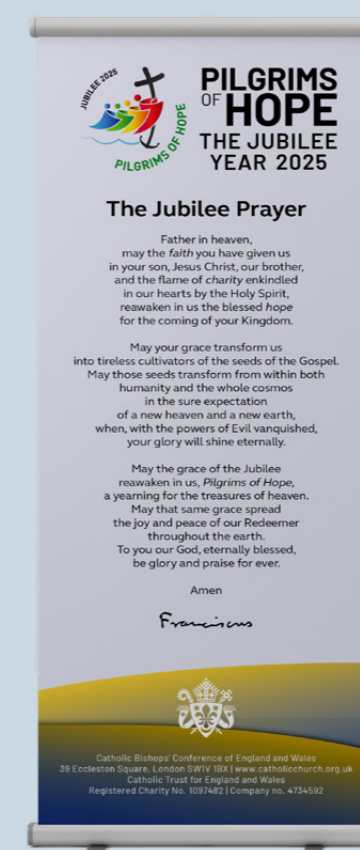 JUBILEE 2025
PILGRIMS OF HOPE
PILGRIMS
OF HOPE
THE JUBILEE
YEAR 2025
The Jubilee Prayer
Father in heaven,
may the faith you have given us
in your son, Jesus Christ, our brother,
and the flame of charity enkindled
in our hearts by the Holy Spirit,
reawaken in us the blessed hope
for the coming of your Kingdom.
May your grace transform us
into tireless cultivators of the seeds of the Gospel.
May those seeds transform from within both
humanity and the whole cosmos
in the sure expectation
of a new heaven and a new earth,
when, with the powers of Evil vanquished,
your glory will shine eternally.
May the grace of the Jubilee
reawaken in us, Pilgrims of Hope,
a yearning for the treasures of heaven.
May that same grace spread
the joy and peace of our Redeemer
throughout the earth.
To you our God, eternally blessed,
be glory and praise for ever.
Amen
Franciscus
Catholic Bishops' Conference of England and Wales
39 Eccleston Square, London SW1V 1BX | www.catholicchurch.org.uk
Catholic Trust for England and Wales
Registered Charity No. 1097482 | Company no. 4734592